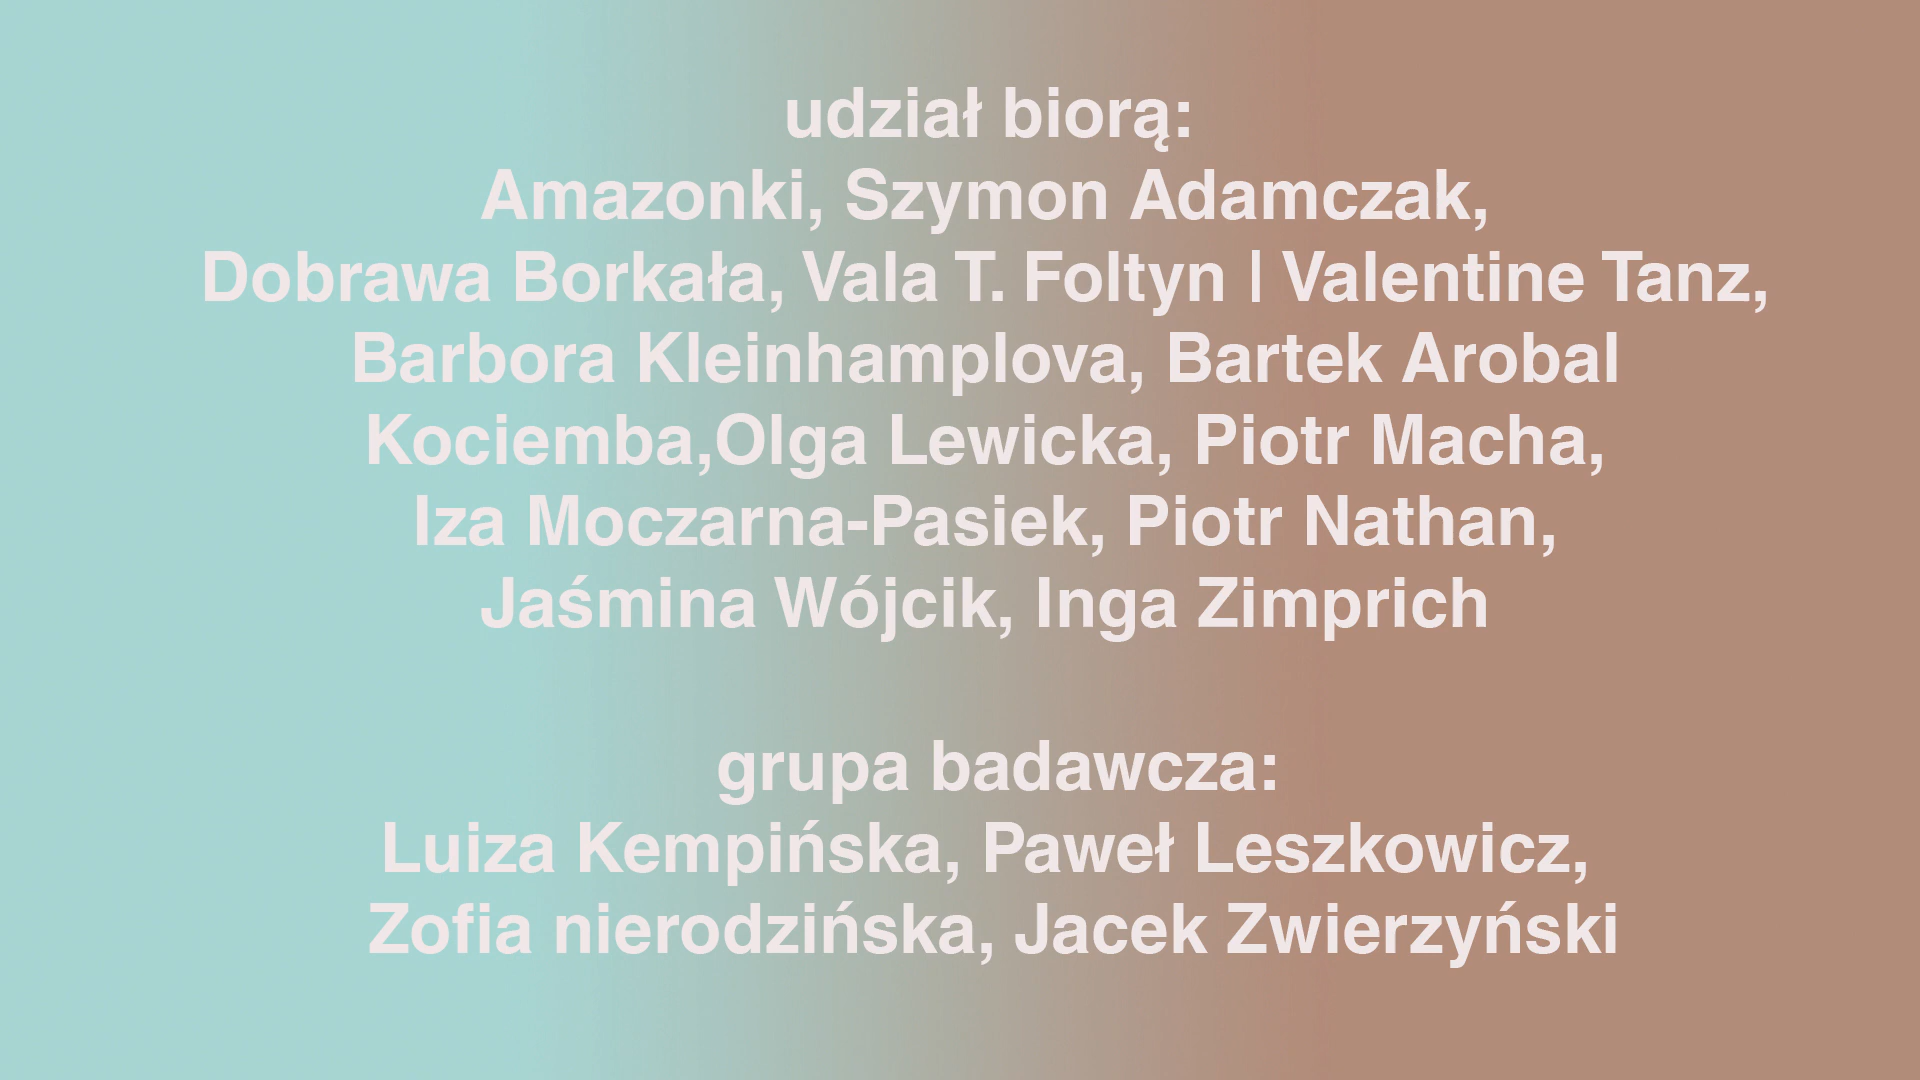 udział biorą:
Amazonki, Szymon Adamczak,
Dobrawa Borkała, Vala T. Foltyn | Valentine Tanz,
Barbora Kleinhamplova, Bartek Arobal
Kociemba,Olga Lewicka, Piotr Macha,
Iza Moczarna-Pasiek, Piotr Nathan,
Jaśmina Wójcik, Inga Zimprich
grupa badawcza:
Luiza Kempińska, Paweł Leszkowicz,
Zofia nierodzińska, Jacek Zwierzyński